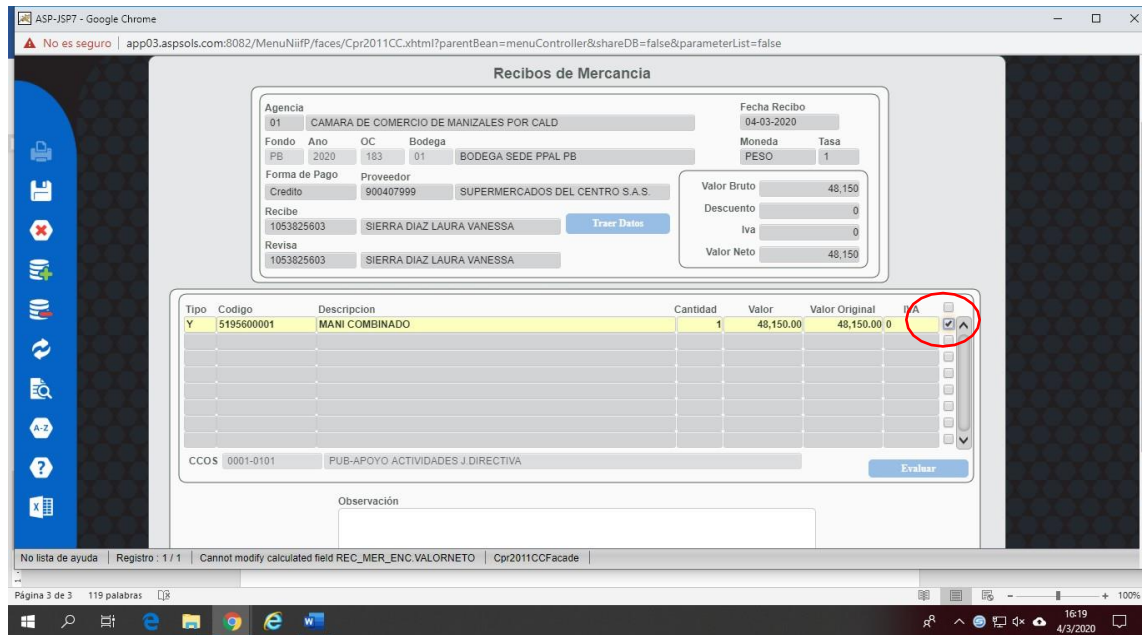 ASP-JSP7 - Google Chrome
No es seguro | app03.aspsols.com:8082/MenuNiifP/faces/Cpr2011CC.xhtml?parentBean=menuController&shareDB=false&parameterList=false
Recibos de Mercancia
Agencia Fecha Recibo
01 CAMARA DE COMERCIO DE MANIZALES POR CALD 04-03-2020
Fondo Ano OC Bodega Moneda Tasa
PB 2020 183 01 BODEGA SEDE PPAL PB PESO 1
Forma de Pago Proveedor
Credito 900407999 SUPERMERCADOS DEL CENTRO S.A.S.
Valor Bruto 48,150
Recibe Descuento 0
1053825603 SIERRA DIAZ LAURA VANESSA Traer Datos
Iva 0
Revisa
Valor Neto 48,150
1053825603 SIERRA DIAZ LAURA VANESSA
Tipo Codigo Descripcion Cantidad Valor Valor Original IVA
Y 5195600001 MANI COMBINADO 1 48,150.00 48,150.00 0
CCOS 0001-0101 PUB-APOYO ACTIVIDADES J.DIRECTIVA
Evaluar
Observación
A-Z
?
No lista de ayuda | Registro : 1 / 1 | Cannot modify calculated field REC_MER_ENC.VALORNETO | Cpr2011CCFacade |
Página 3 de 3 119 palabras 100%
16:19
4/3/2020